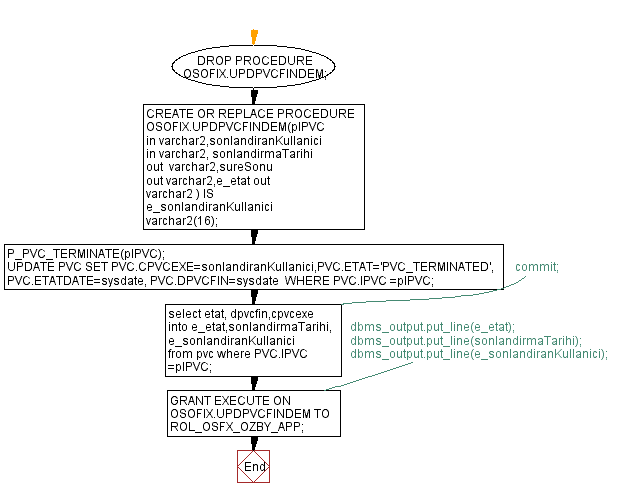 DROP PROCEDURE
OSOFIX.UPDPVCFINDEM;
CREATE OR REPLACE PROCEDURE
OSOFIX.UPDPVCFINDEM(pIPVC
in varchar2,sonlandiranKullanici
in varchar2, sonlandirmaTarihi
out varchar2,sureSonu
out varchar2,e_etat out
varchar2 ) IS
e_sonlandiranKullanici
varchar2(16);
P_PVC_TERMINATE(pIPVC);
UPDATE PVC SET PVC.CPVCEXE=sonlandiranKullanici,PVC.ETAT='PVC_TERMINATED',
PVC.ETATDATE=sysdate, PVC.DPVCFIN=sysdate WHERE PVC.IPVC =pIPVC;
commit;
select etat, dpvcfin,cpvcexe
into e_etat,sonlandirmaTarihi,
e_sonlandiranKullanici
from pvc where PVC.IPVC
=pIPVC;
dbms_output.put_line(e_etat);
dbms_output.put_line(sonlandirmaTarihi);
dbms_output.put_line(e_sonlandiranKullanici);
GRANT EXECUTE ON
OSOFIX.UPDPVCFINDEM TO
ROL_OSFX_OZBY_APP;
End